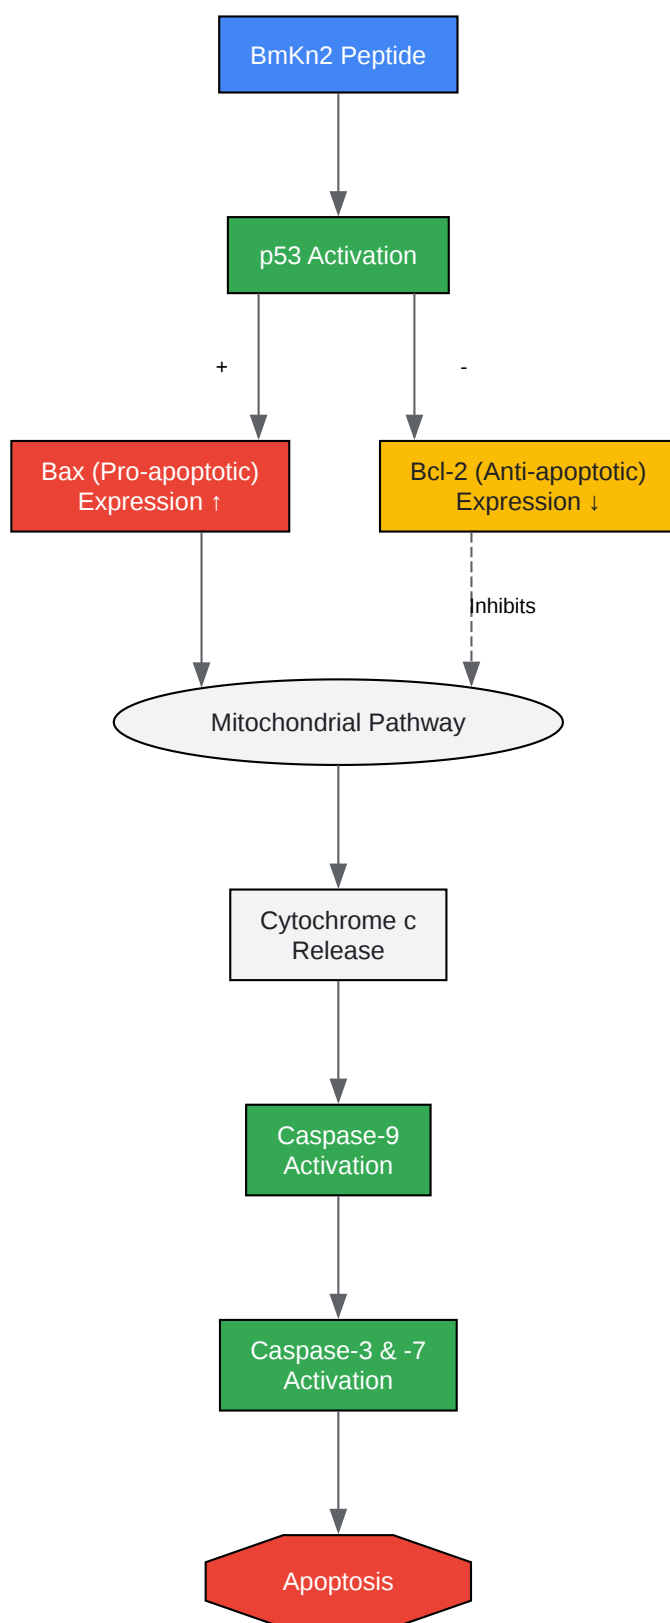 BmKn2 Peptide
p53 Activation
+
-
Bax (Pro-apoptotic)
Expression ↑
Bcl-2 (Anti-apoptotic)
Expression ↓
Inhibits
Mitochondrial Pathway
Cytochrome c
Release
Caspase-9
Activation
Caspase-3 & -7
Activation
Apoptosis